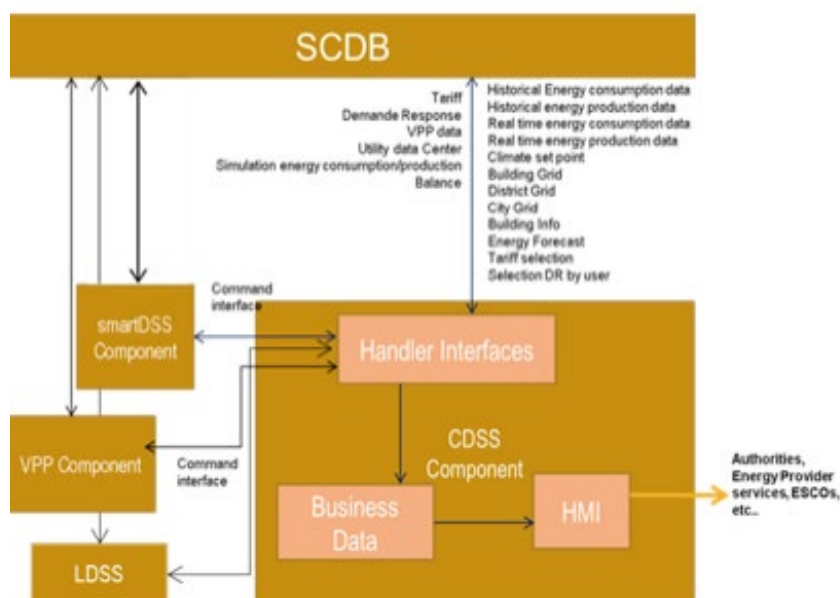 SCDB
Tariff
Demande Response
VPP data
Utility data Center
Simulation energy consumption/production
Balance
Historical Energy consumption data
Historical energy production data
Real time energy consumption data
Real time energy production data
Climate set point
Building Grid
District Grid
City Grid
Building Info
Energy Forecast
Tariff selection
Selection DR by user
Command
interface
smartDSS
Component
Handler Interfaces
VPP Component
Command
interface
CDSS
Component
Business
Data
HMI
Authorities,
Energy Provider
services, ESCOs,
etc..
LDSS